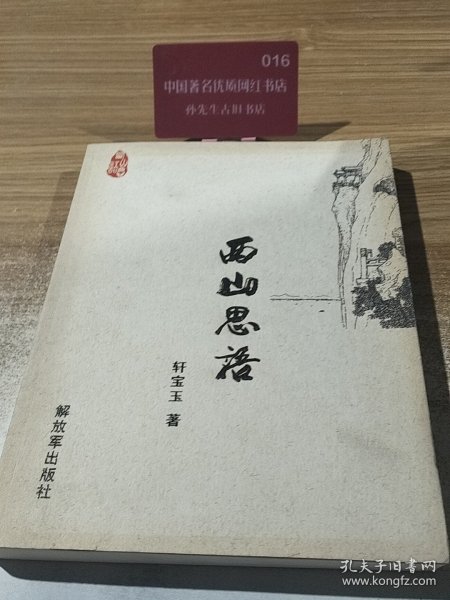 016
中国著名优质网红书店
孙先生古旧书店
西山思语
轩宝玉 著
解放军出版社
孔夫子旧书网
www.kongfz.com